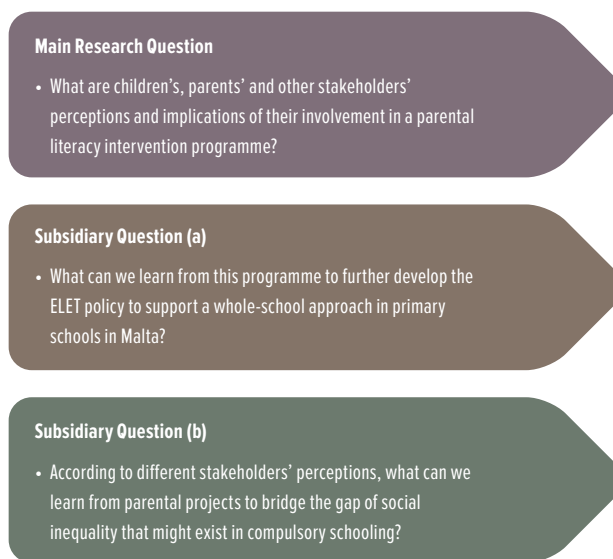 Main Research Question
• What are children's, parents' and other stakeholders'
perceptions and implications of their involvement in a parental
literacy intervention programme?
Subsidiary Question (a)
• What can we learn from this programme to further develop the
ELET policy to support a whole-school approach in primary
schools in Malta?
Subsidiary Question (b)
• According to different stakeholders' perceptions, what can we
learn from parental projects to bridge the gap of social
inequality that might exist in compulsory schooling?